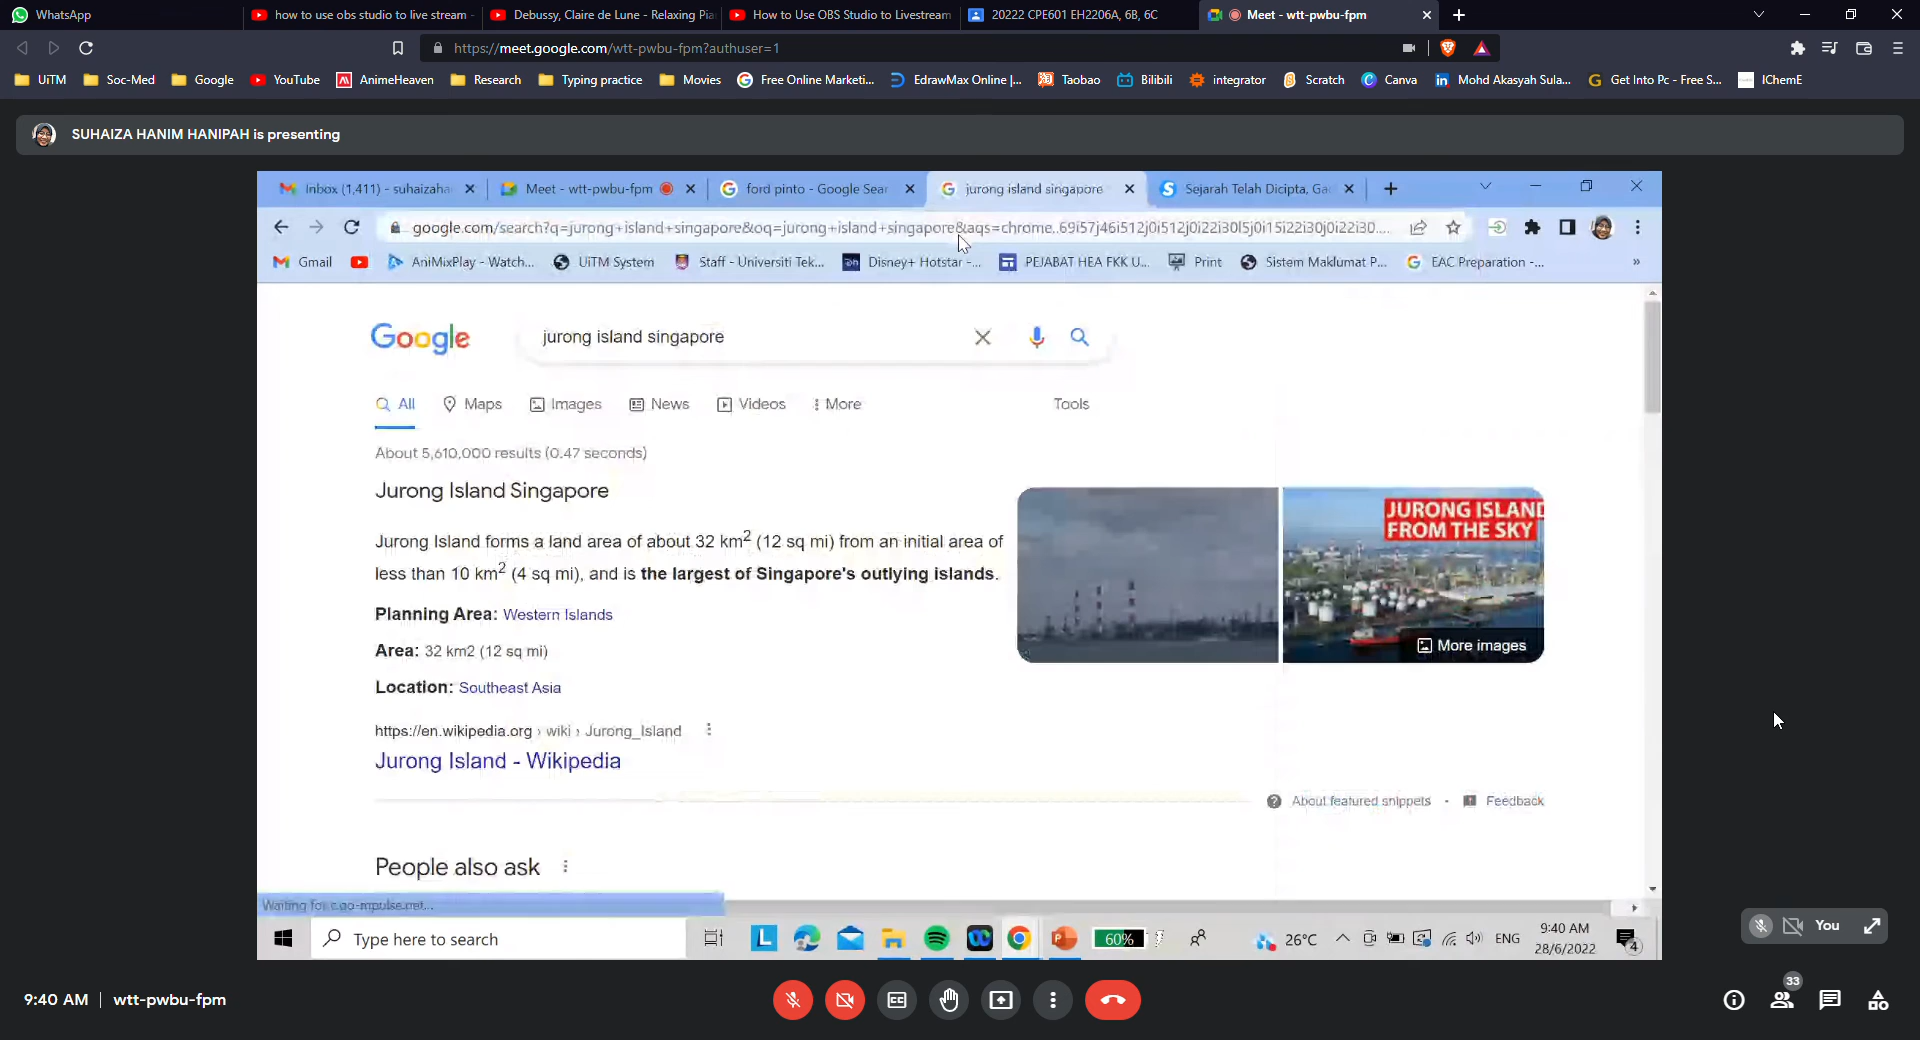 WhatsApp
how to use obs studio to live stream -
Debussy, Claire de Lune - Relaxing Pia
How to Use OBS Studio to Livestream
20222 CPE601 EH2206A, 6B, 6C
Meet - wtt-pwbu-fpm
https://meet.google.com/wtt-pwbu-fpm?authuser=1
UiTM
Soc-Med
Google
YouTube
AnimeHeaven
Research
Typing practice
Movies
Free Online Marketi...
EdrawMax Online |...
Taobao
Bilibili
integrator
Scratch
Canva
Mohd Akasyah Sula...
Get Into Pc - Free S...
IChemE
SUHAIZA HANIM HANIPAH is presenting
Inbox (1,411) - suhaizaha
Meet - wtt-pwbu-fpm
ford pinto - Google Sear
jurong island singapore
Sejarah Telah Dicipta, Ga
google.com/search?q=jurong+island+singapore&oq=jurong+island+singapore&aqs=chrome..69i57j46i512j0i512j0i22i30l5j0i15i22i30j0i22i30....
Gmail
AniMixPlay - Watch...
UiTM System
Staff - Universiti Tek...
Disney+ Hotstar -...
PEJABAT HEA FKK U...
Print
Sistem Maklumat P...
EAC Preparation -...
»
Google
jurong island singapore
All
Maps
Images
News
Videos
More
Tools
About 5,610,000 results (0.47 seconds)
Jurong Island Singapore
Jurong Island forms a land area of about 32 km2 (12 sq mi) from an initial area of
less than 10 km2 (4 sq mi), and is the largest of Singapore's outlying islands.
JURONG ISLAND
FROM THE SKY
More images
Planning Area: Western Islands
Area: 32 km2 (12 sq mi)
Location: Southeast Asia
https://en.wikipedia.org › wiki › Jurong_Island
Jurong Island - Wikipedia
About featured snippets
Feedback
People also ask
Waiting for c.go-mpulse.net...
Type here to search
60%
26°C
ENG
9:40 AM
28/6/2022
4
You
9:40 AM | wtt-pwbu-fpm
33